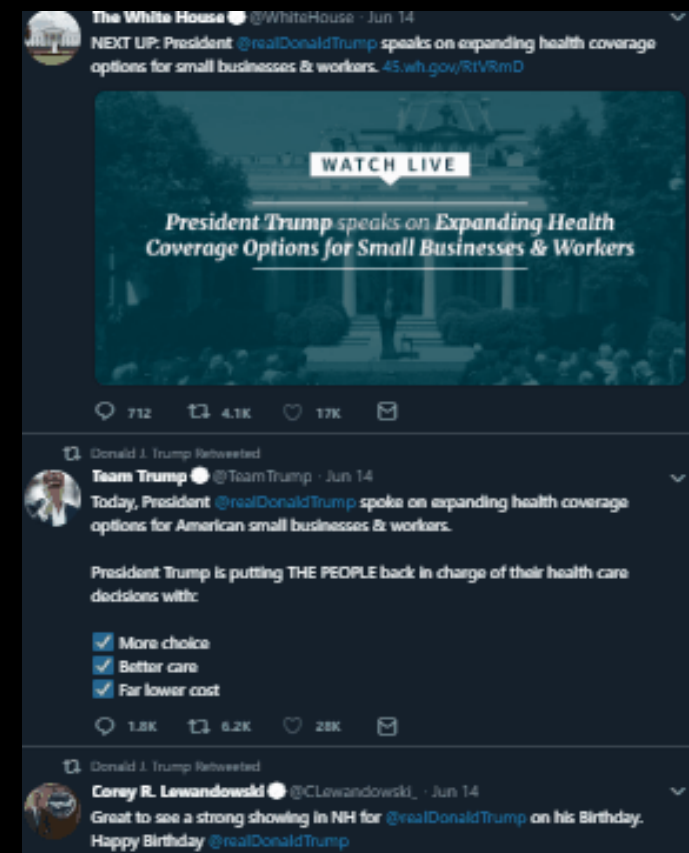 The White House @WhiteHouse · Jun 14
NEXT UP: President @realDonaldTrump speaks on expanding health coverage
options for small businesses & workers. 45.wh.gov/RtVRmD
WATCH LIVE
President Trump speaks on Expanding Health
Coverage Options for Small Businesses & Workers
712 4.1K 17K
Donald J. Trump Retweeted
Team Trump @TeamTrump · Jun 14
Today, President @realDonaldTrump spoke on expanding health coverage
options for American small businesses & workers.
President Trump is putting THE PEOPLE back in charge of their health care
decisions with:
More choice
Better care
Far lower cost
1.8K 6.2K 28K
Donald J. Trump Retweeted
Corey R. Lewandowski @CLewandowski_ · Jun 14
Great to see a strong showing in NH for @realDonaldTrump on his Birthday.
Happy Birthday @realDonaldTrump